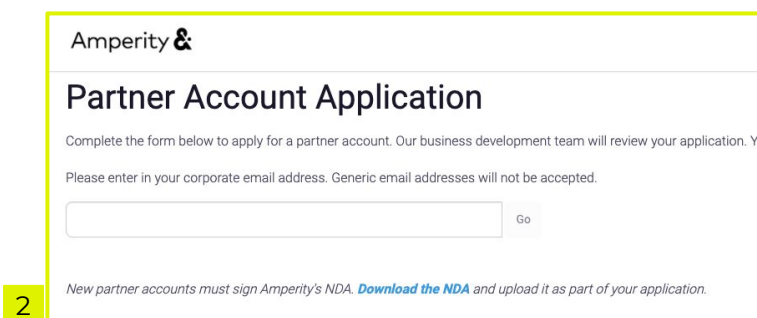 Amperity &
Partner Account Application
Complete the form below to apply for a partner account. Our business development team will review your application. Y
Please enter in your corporate email address. Generic email addresses will not be accepted.
Go
New partner accounts must sign Amperity's NDA. Download the NDA and upload it as part of your application.
2